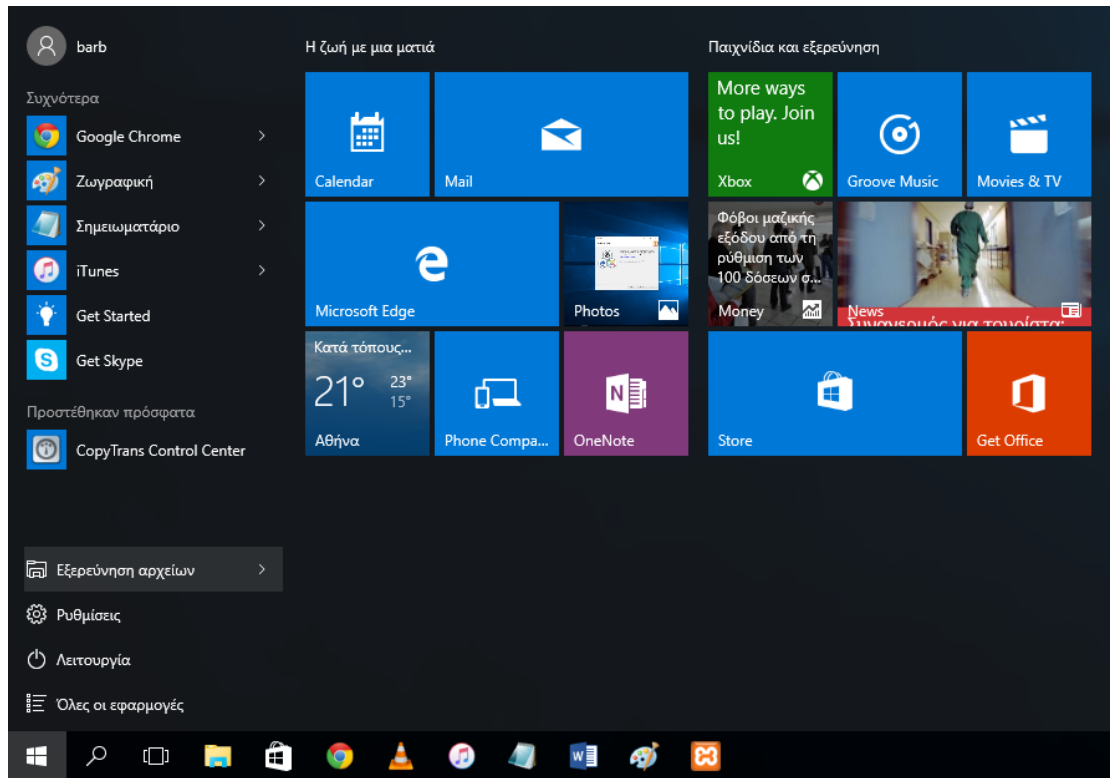 barb
Συχνότερα
Google Chrome
Ζωγραφική
Σημειωματάριο
iTunes
Get Started
Get Skype
Προστέθηκαν πρόσφατα
CopyTrans Control Center
Εξερεύνηση αρχείων
Ρυθμίσεις
Λειτουργία
Όλες οι εφαρμογές
Η ζωή με μια ματιά
Calendar
Mail
Microsoft Edge
Photos
Κατά τόπους...
21° 23°
15°
Αθήνα
Phone Compa...
OneNote
Παιχνίδια και εξερεύνηση
More ways
to play. Join
us!
Xbox
Groove Music
Movies & TV
Φόβοι μαζικής
εξόδου από τη
ρύθμιση των
100 δόσεων σ...
Money
News
Συναγερμός για τουρίστα:
Store
Get Office